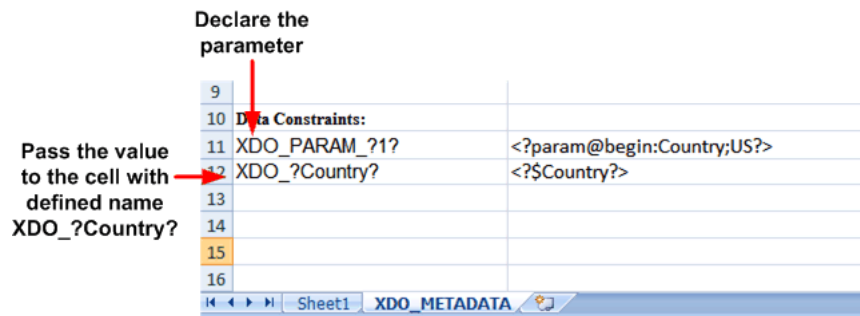 Declare the
parameter
9
10 Data Constraints:
11 XDO_PARAM_?1? <?param@begin:Country;US?>
Pass the value
to the cell with
defined name
XDO_?Country?
12 XDO_?Country? <?$Country?>
13
14
15
16
Sheet1 XDO_METADATA